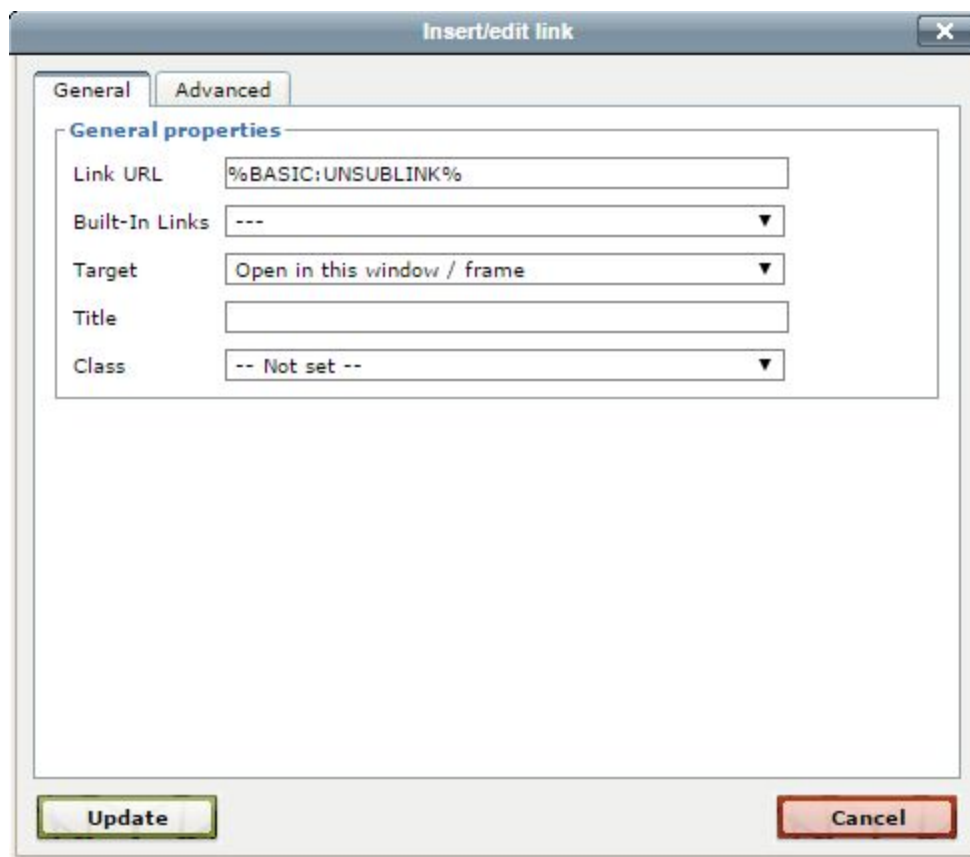 Insert/edit link
General Advanced
General properties
Link URL %BASIC:UNSUBLINK%
Built-In Links ---
Target Open in this window / frame
Title
Class -- Not set --
Update Cancel